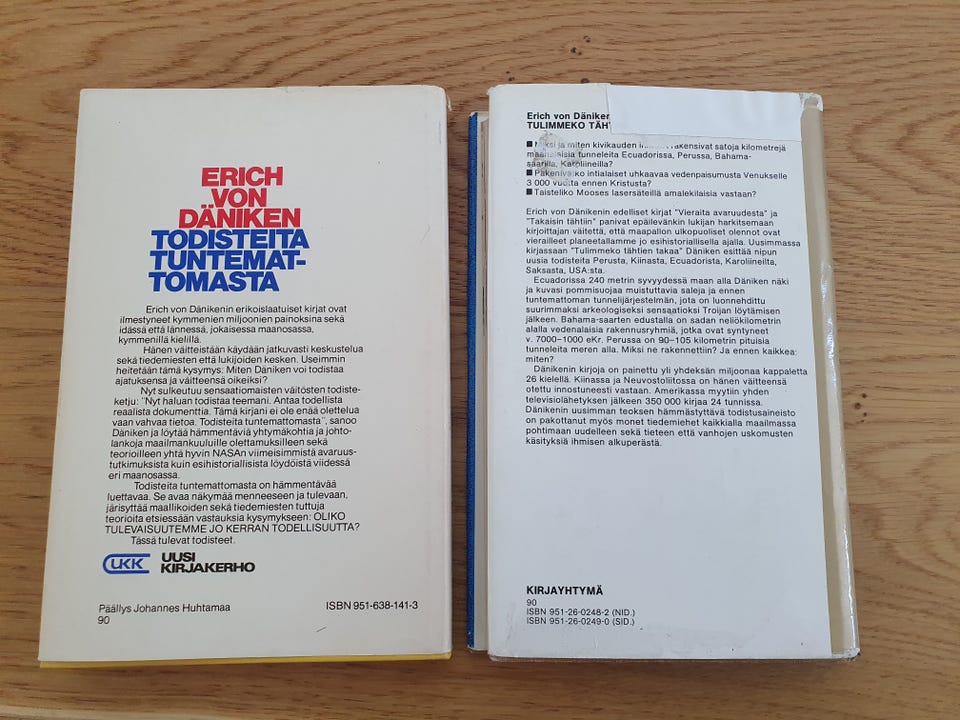 ERICH
VON
DÄNIKEN
TODISTEITA
TUNTEMAT-
TOMASTA
Erich von Dänikenin erikoislaatuiset kirjat ovat
ilmestyneet kymmenien miljoonien painoksina sekä
idässä että lännessä, jokaisessa maanosassa,
kymmenillä kielillä.
Hänen väitteistään käydään jatkuvasti keskustelua
sekä tiedemiesten että lukijoiden kesken. Useimmin
heitetään tämä kysymys: Miten Däniken voi todistaa
ajatuksensa ja väitteensä oikeiksi?
Nyt sulkeutuu sensaatiomaisten väitösten todiste-
ketju: "Nyt haluan todistaa teemani. Antaa todellista
reaalista dokumenttia. Tämä kirjani ei ole enää olettelua
vaan vahvaa tietoa. Todisteita tuntemattomasta", sanoo
Däniken ja löytää hämmentäviä yhtymäkohtia ja johto-
lankoja maailmankuuluille olettamuksilleen sekä
teorioilleen yhtä hyvin NASAn viimeisimmistä avaruus-
tutkimuksista kuin esihistoriallisista löydöistä viidessä
eri maanosassa.
Todisteita tuntemattomasta on hämmentävää
luettavaa. Se avaa näkymää menneeseen ja tulevaan,
järisyttää maallikoiden sekä tiedemiesten tuttuja
teorioita etsiessään vastauksia kysymykseen: OLIKO
TULEVAISUUTEMME JO KERRAN TODELLISUUTTA?
Tässä tulevat todisteet.
UKK UUSI
KIRJAKERHO
Päällys Johannes Huhtamaa
90
ISBN 951-638-141-3
Erich von Däniken
TULIMMEKO TÄHT
■ Miksi ja miten kivikauden rakensivat satoja kilometrejä
maanalaisia tunneleita Ecuadorissa, Perussa, Bahama-
saarilla, Karoliineilla?
■ Pakenivatko intialaiset uhkaavaa vedenpaisumusta Venukselle
3 000 vuotta ennen Kristusta?
■ Taisteliko Mooses lasersäteillä amalekilaisia vastaan?
Erich von Dänikenin edelliset kirjat "Vieraita avaruudesta" ja
"Takaisin tähtiin" panivat epäilevänkin lukijan harkitsemaan
kirjoittajan väitettä, että maapallon ulkopuoliset olennot ovat
vierailleet planeetallamme jo esihistoriallisella ajalla. Uusimmassa
kirjassaan "Tulimmeko tähtien takaa" Däniken esittää nipun
uusia todisteita Perusta, Kiinasta, Ecuadorista, Karoliineilta,
Saksasta, USA:sta.
Ecuadorissa 240 metrin syvyydessä maan alla Däniken näki
ja kuvasi pommisuojaa muistuttavia saleja ja ennen
tuntemattoman tunnelijärjestelmän, jota on luonnehdittu
suurimmaksi arkeologiseksi sensaatioksi Troijan löytämisen
jälkeen. Bahama-saarten edustalla on sadan neliökilometrin
alalla vedenalaisia rakennusryhmiä, jotka ovat syntyneet
v. 7000–1000 eKr. Perussa on 90–105 kilometrin pituisia
tunneleita meren alla. Miksi ne rakennettiin? Ja ennen kaikkea:
miten?
Dänikenin kirjoja on painettu yli yhdeksän miljoonaa kappaletta
26 kielellä. Kiinassa ja Neuvostoliitossa on hänen väitteensä
otettu innostuneesti vastaan. Amerikassa myytiin yhden
televisiolähetyksen jälkeen 350 000 kirjaa 24 tunnissa.
Dänikenin uusimman teoksen hämmästyttävä todistusaineisto
on pakottanut myös monet tiedemiehet kaikkialla maailmassa
pohtimaan uudelleen sekä tieteen että vanhojen uskomusten
käsityksiä ihmisen alkuperästä.
KIRJAYHTYMÄ
90
ISBN 951-26-0248-2 (NID.)
ISBN 951-26-0249-0 (SID.)